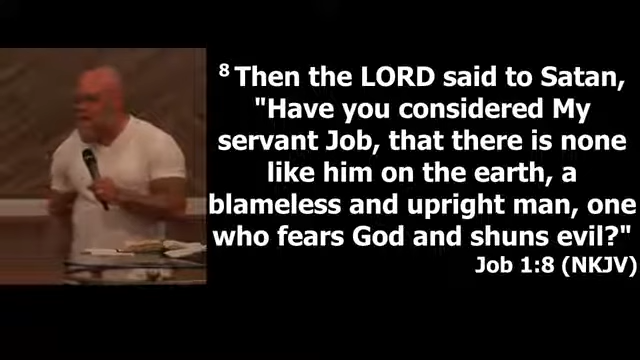 8 Then the LORD said to Satan,
"Have you considered My
servant Job, that there is none
like him on the earth, a
blameless and upright man, one
who fears God and shuns evil?"
Job 1:8 (NKJV)